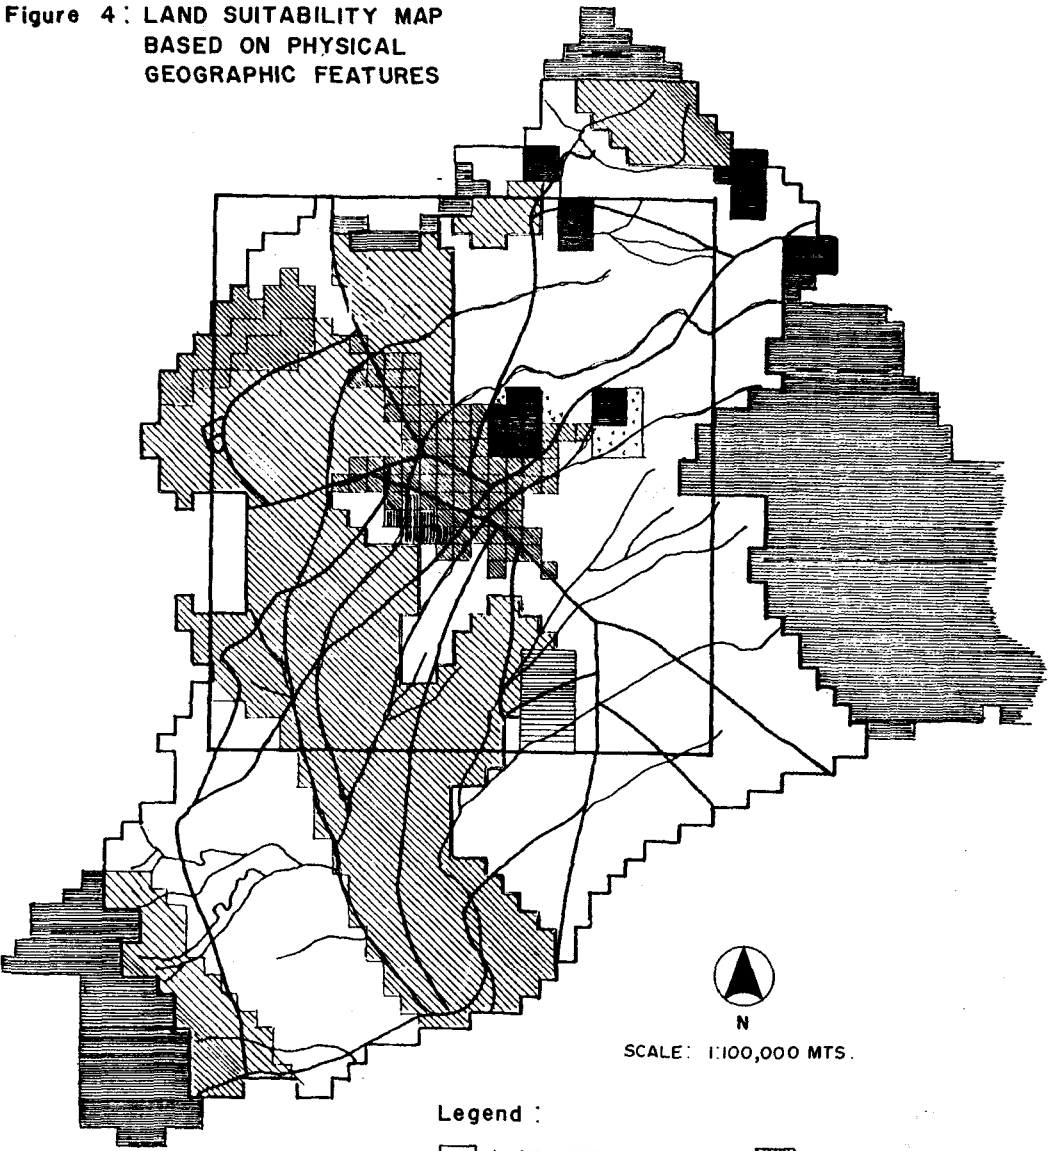 Figure 4: LAND SUITABILITY MAP
BASED ON PHYSICAL
GEOGRAPHIC FEATURES
N
SCALE: 1:100,000 MTS.
Legend :